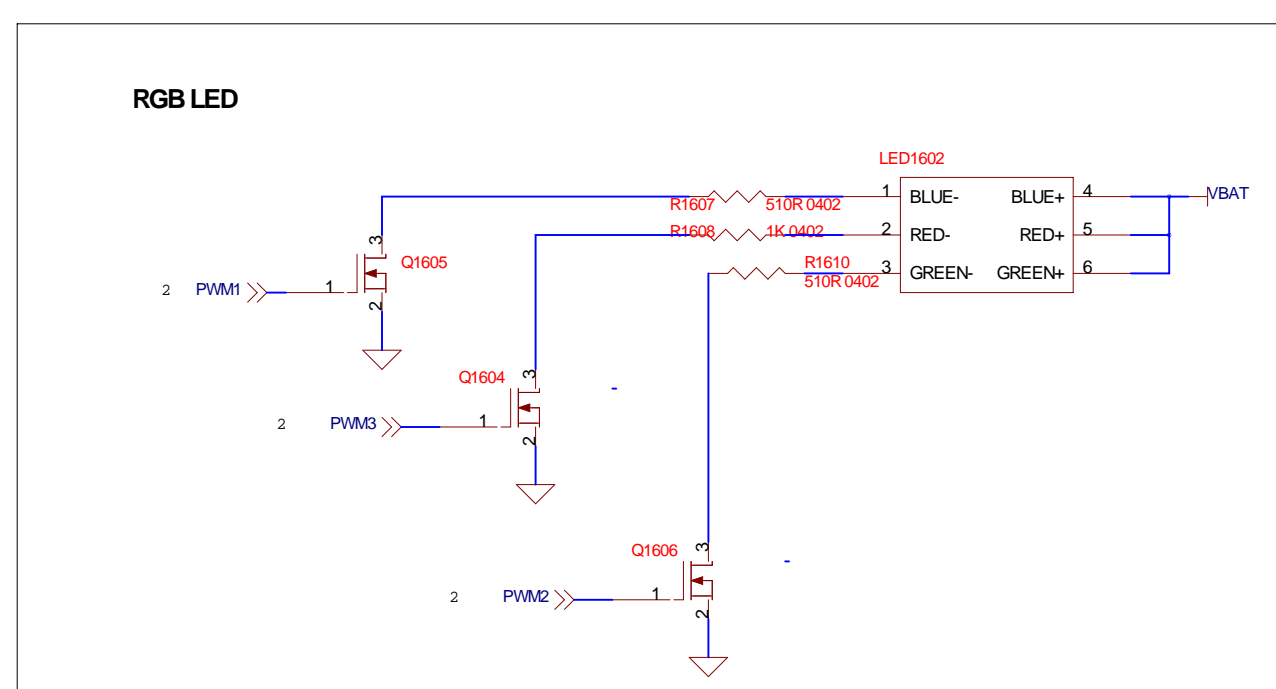 RGB LED
LED1602
1 BLUE- BLUE+ 4 VBAT
R1607 510R 0402
2 RED- RED+ 5
R1608 1K 0402
3 GREEN- GREEN+ 6
R1610
510R 0402
3
Q1605
2 PWM1 1
2
3
Q1604
2 PWM3 1
2
3
Q1606
2 PWM2 1
2